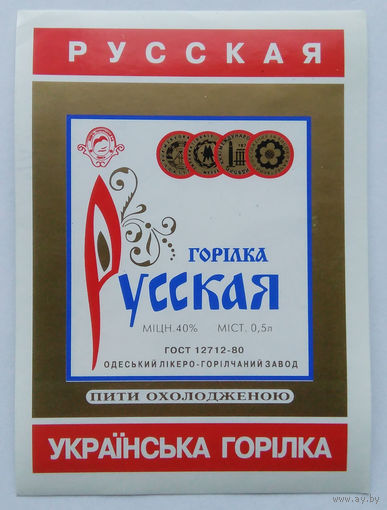 РУССКАЯ
ГОРІЛКА
Русская
МІЦН. 40% МІСТ. 0,5л
ГОСТ 12712-80
ОДЕСЬКИЙ ЛІКЕРО-ГОРІЛЧАНИЙ ЗАВОД
ПИТИ ОХОЛОДЖЕНОЮ
УКРАЇНСЬКА ГОРІЛКА
www.ay.by